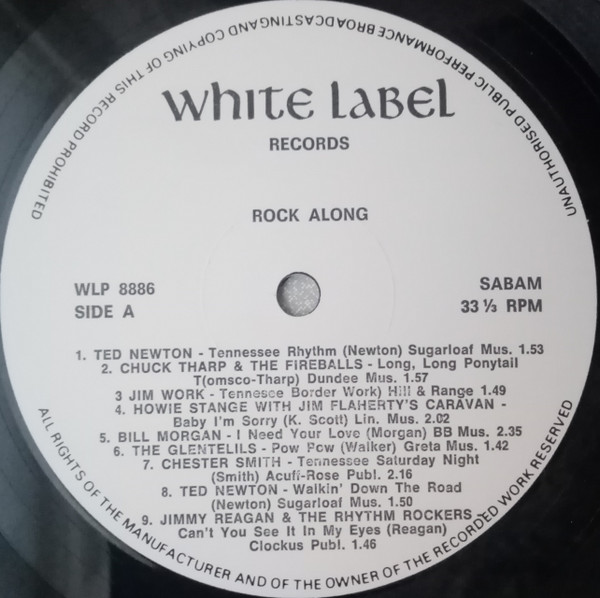 UNAUTHORISED PUBLIC PERFORMANCE BROADCASTING AND COPYING OF THIS RECORD PROHIBITED
White Label
RECORDS
ROCK ALONG
WLP 8886
SIDE A
SABAM
33 ⅓ RPM
1. TED NEWTON - Tennessee Rhythm (Newton) Sugarloaf Mus. 1.53
2. CHUCK THARP & THE FIREBALLS - Long, Long Ponytail
T(omsco-Tharp) Dundee Mus. 1.57
3 JIM WORK - Tennesee Border Work) Hill & Range 1.49
4. HOWIE STANGE WITH JIM FLAHERTY'S CARAVAN -
Baby I'm Sorry (K. Scott) Lin. Mus. 2.02
5. BILL MORGAN - I Need Your Love (Morgan) BB Mus. 2.35
6. THE GLENTELILS - Pow Pow (Walker) Greta Mus. 1.42
7. CHESTER SMITH - Tennessee Saturday Night
(Smith) Acuff-Rose Publ. 2.16
8. TED NEWTON - Walkin' Down The Road
(Newton) Sugarloaf Mus. 1.50
9. JIMMY REAGAN & THE RHYTHM ROCKERS -
Can't You See It In My Eyes (Reagan)
Clockus Publ. 1.46
ALL RIGHTS OF THE MANUFACTURER AND OF THE OWNER OF THE RECORDED WORK RESERVED